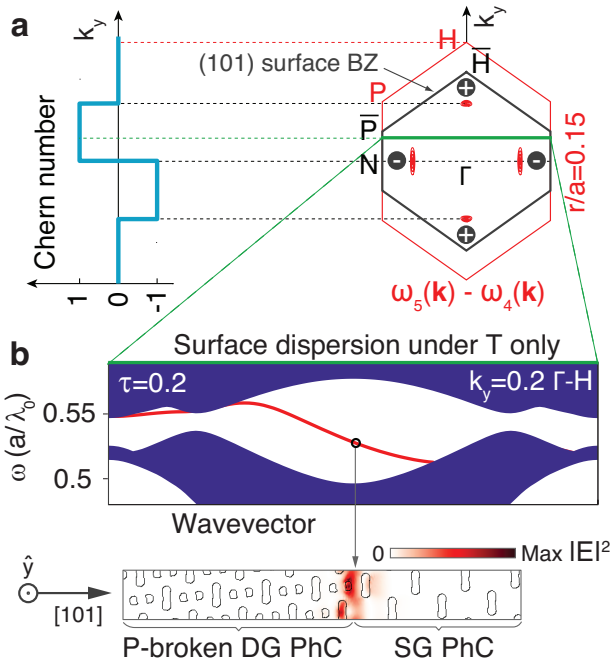 a
k_y
k_y
H
H̅
(101) surface BZ
P
P̅
N
Γ
+
-
-
+
r/a=0.15
Chern number
1
0
-1
ω₅(k) - ω₄(k)
b
Surface dispersion under T only
τ=0.2
k_y=0.2 Γ-H
ω (a/λ₀)
0.55
0.5
Wavevector
0
Max |E|²
ŷ
[101]
P-broken DG PhC
SG PhC